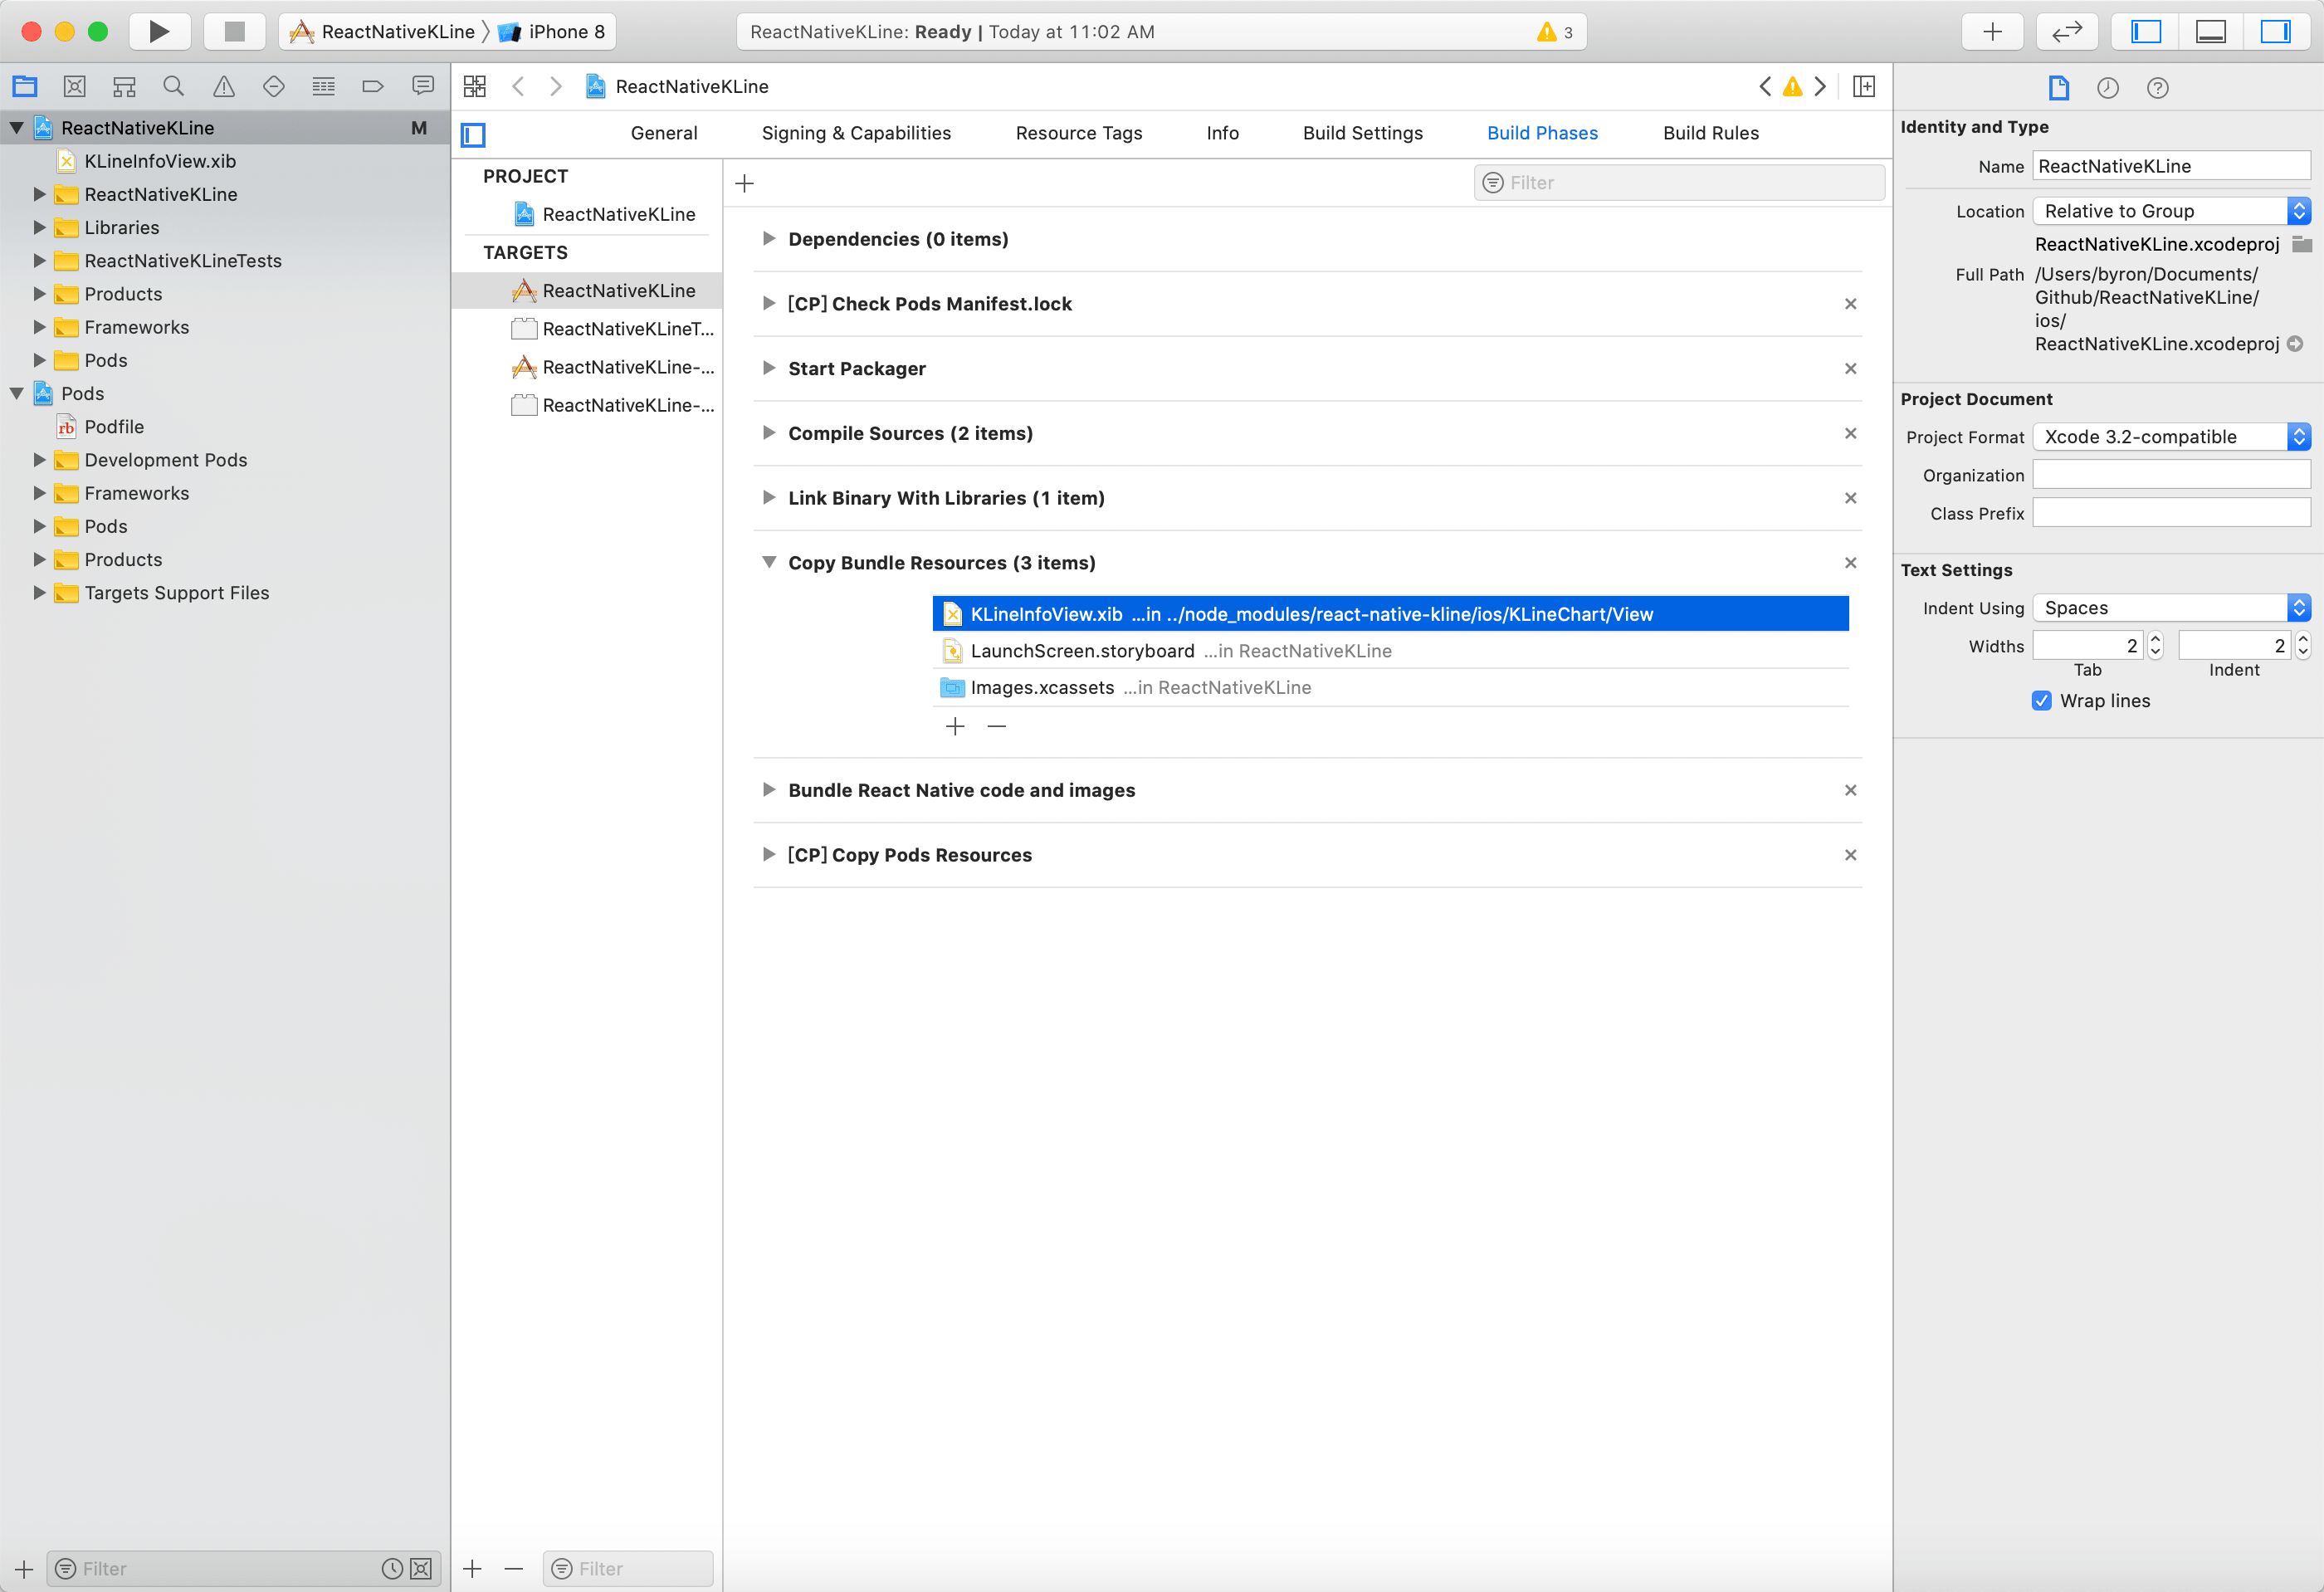 ReactNativeKLine iPhone 8
ReactNativeKLine: Ready | Today at 11:02 AM
3
ReactNativeKLine M
KLineInfoView.xib
ReactNativeKLine
Libraries
ReactNativeKLineTests
Products
Frameworks
Pods
Pods
rb Podfile
Development Pods
Frameworks
Pods
Products
Targets Support Files
Filter
ReactNativeKLine
General Signing & Capabilities Resource Tags Info Build Settings Build Phases Build Rules
PROJECT
ReactNativeKLine
TARGETS
ReactNativeKLine
ReactNativeKLineT...
ReactNativeKLine-...
ReactNativeKLine-...
Filter
Filter
Dependencies (0 items)
[CP] Check Pods Manifest.lock
Start Packager
Compile Sources (2 items)
Link Binary With Libraries (1 item)
Copy Bundle Resources (3 items)
KLineInfoView.xib ...in ../node_modules/react-native-kline/ios/KLineChart/View
LaunchScreen.storyboard ...in ReactNativeKLine
Images.xcassets ...in ReactNativeKLine
Bundle React Native code and images
[CP] Copy Pods Resources
Identity and Type
Name ReactNativeKLine
Location Relative to Group
ReactNativeKLine.xcodeproj
Full Path /Users/byron/Documents/
Github/ReactNativeKLine/
ios/
ReactNativeKLine.xcodeproj
Project Document
Project Format Xcode 3.2-compatible
Organization
Class Prefix
Text Settings
Indent Using Spaces
Widths 2 2
Tab Indent
Wrap lines